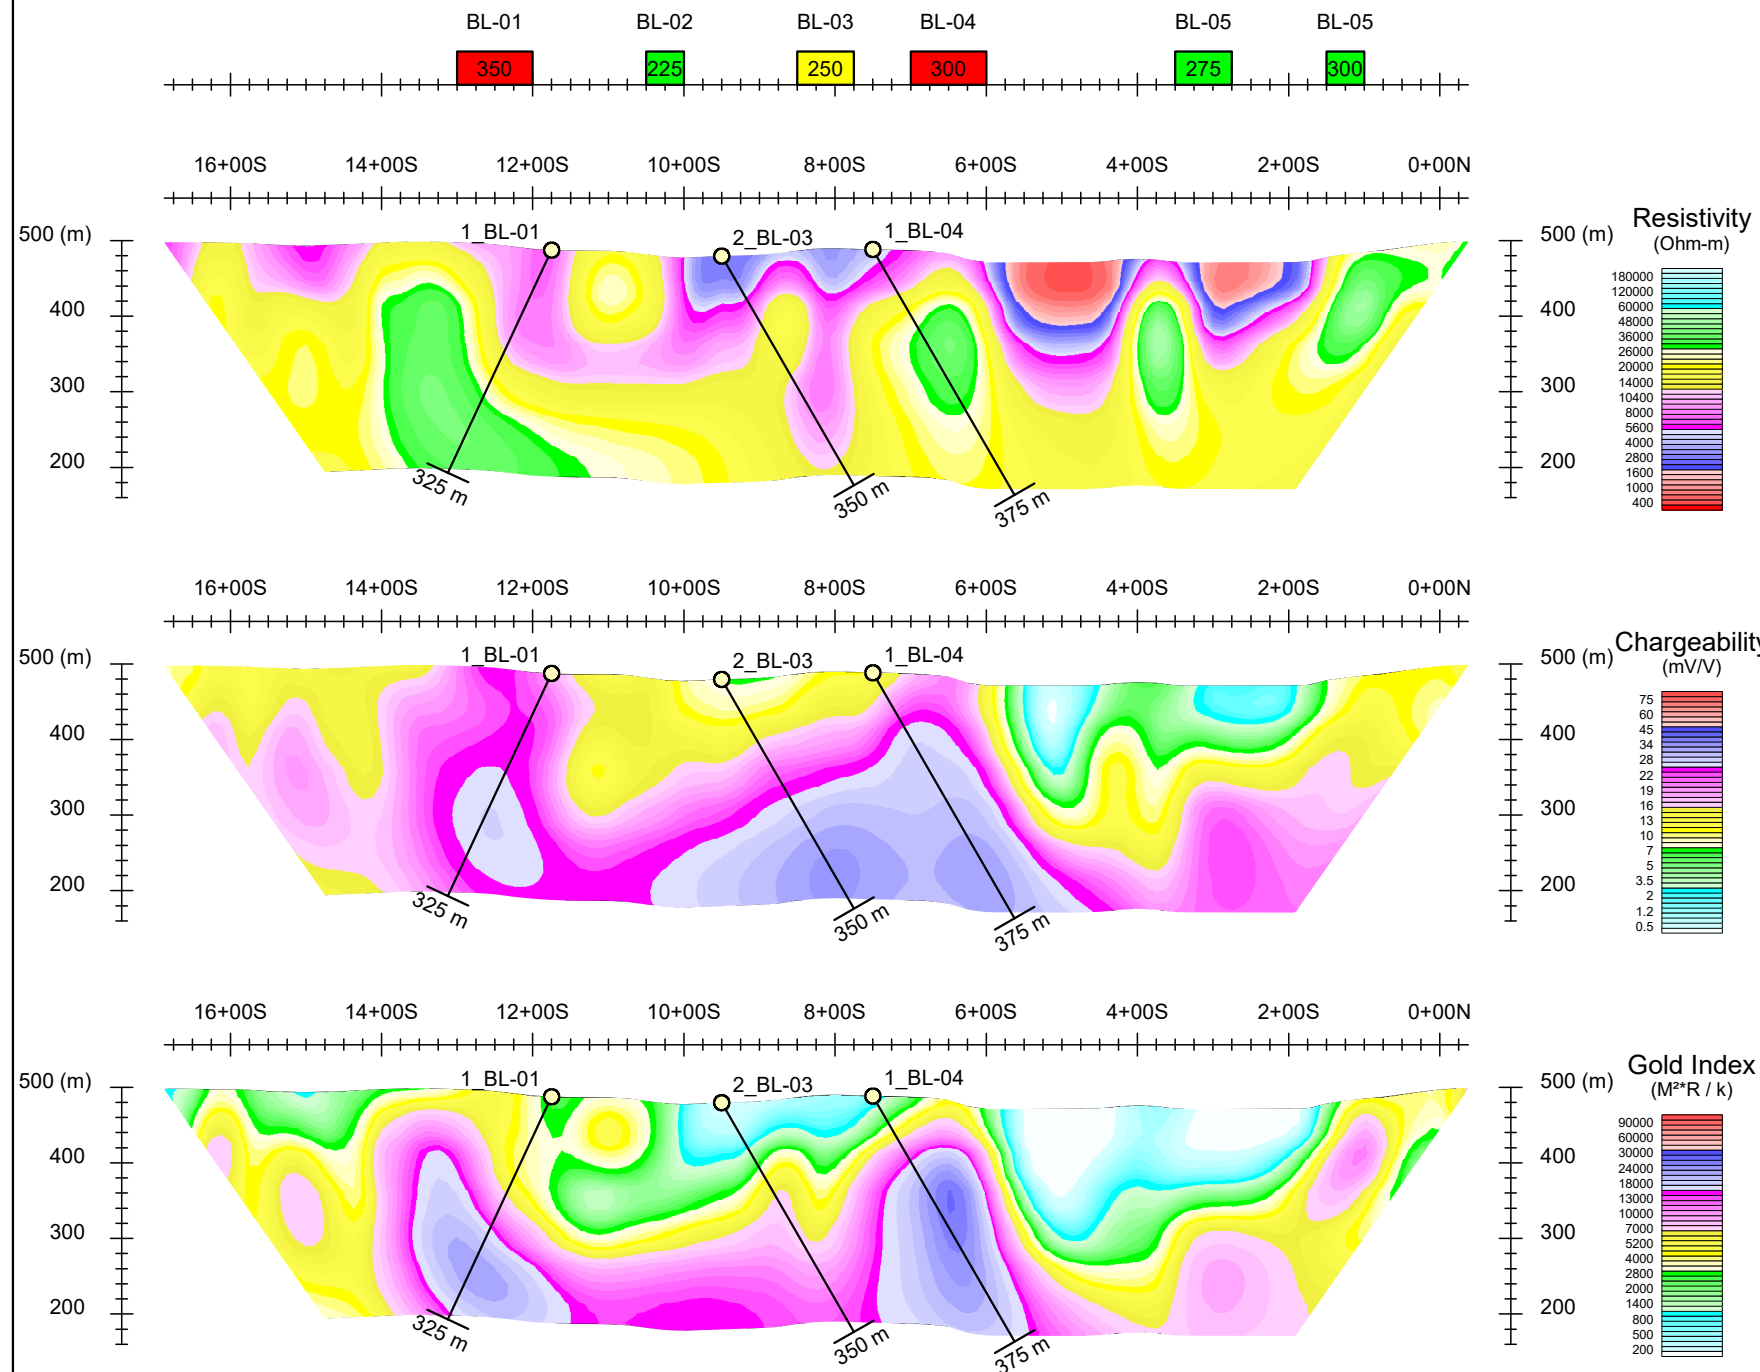 BL-01 BL-02 BL-03 BL-04 BL-05 BL-05
350 225 250 300 275 300
16+00S 14+00S 12+00S 10+00S 8+00S 6+00S 4+00S 2+00S 0+00N
1_BL-01 2_BL-03 1_BL-04
500 (m) 500 (m)
400 400
300 300
200 200
325 m 350 m 375 m
Resistivity
(Ohm-m)
180000
120000
60000
48000
36000
26000
20000
14000
10400
8000
5600
4000
2800
1600
1000
400
16+00S 14+00S 12+00S 10+00S 8+00S 6+00S 4+00S 2+00S 0+00N
1_BL-01 2_BL-03 1_BL-04
500 (m) 500 (m)
400 400
300 300
200 200
325 m 350 m 375 m
Chargeability
(mV/V)
75
60
45
34
28
22
19
16
13
10
7
5
3.5
2
1.2
0.5
16+00S 14+00S 12+00S 10+00S 8+00S 6+00S 4+00S 2+00S 0+00N
1_BL-01 2_BL-03 1_BL-04
500 (m) 500 (m)
400 400
300 300
200 200
325 m 350 m 375 m
Gold Index
(M²*R / k)
90000
60000
30000
24000
18000
13000
10000
7000
5200
4000
2800
2000
1400
800
500
200